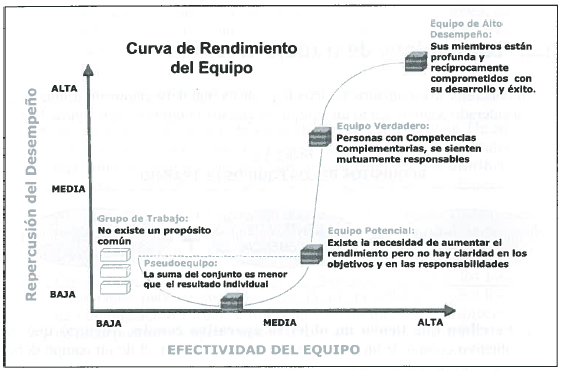 Curva de Rendimiento
del Equipo
Equipo de Alto
Desempeño:
Sus miembros están
profunda y
recíprocamente
comprometidos con
su desarrollo y éxito.
Repercusión del Desempeño
ALTA
MEDIA
BAJA
Equipo Verdadero:
Personas con Competencias
Complementarias, se sienten
mutuamente responsables
Grupo de Trabajo:
No existe un propósito
común
Pseudoequipo:
La suma del conjunto es menor
que el resultado individual
Equipo Potencial:
Existe la necesidad de aumentar el
rendimiento pero no hay claridad en los
objetivos y en las responsabilidades
BAJA
MEDIA
ALTA
EFECTIVIDAD DEL EQUIPO